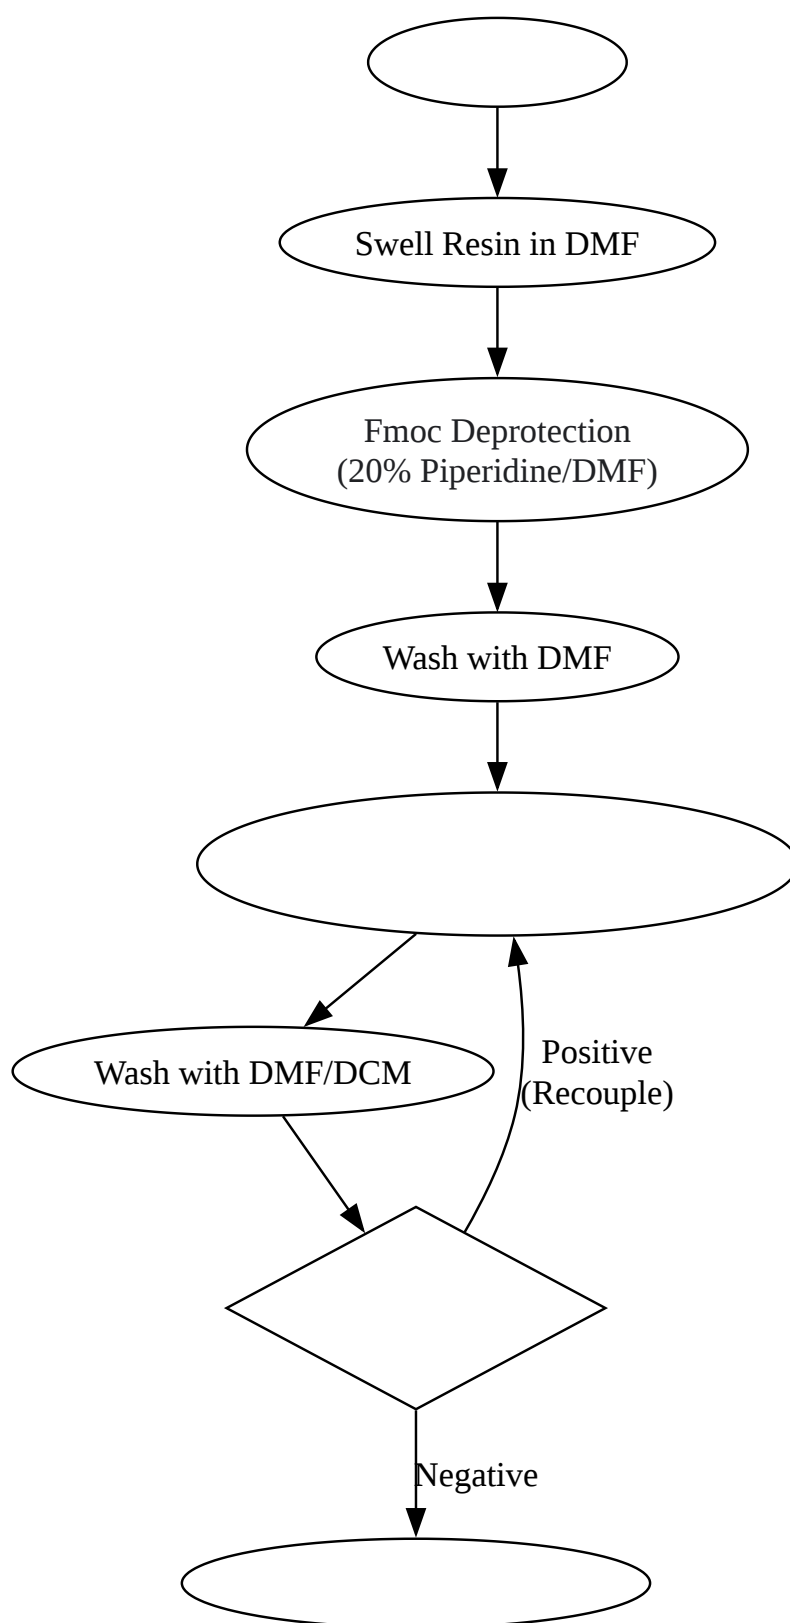 Swell Resin in DMF
Fmoc Deprotection
(20% Piperidine/DMF)
Wash with DMF
Wash with DMF/DCM
Positive
(Recouple)
Negative